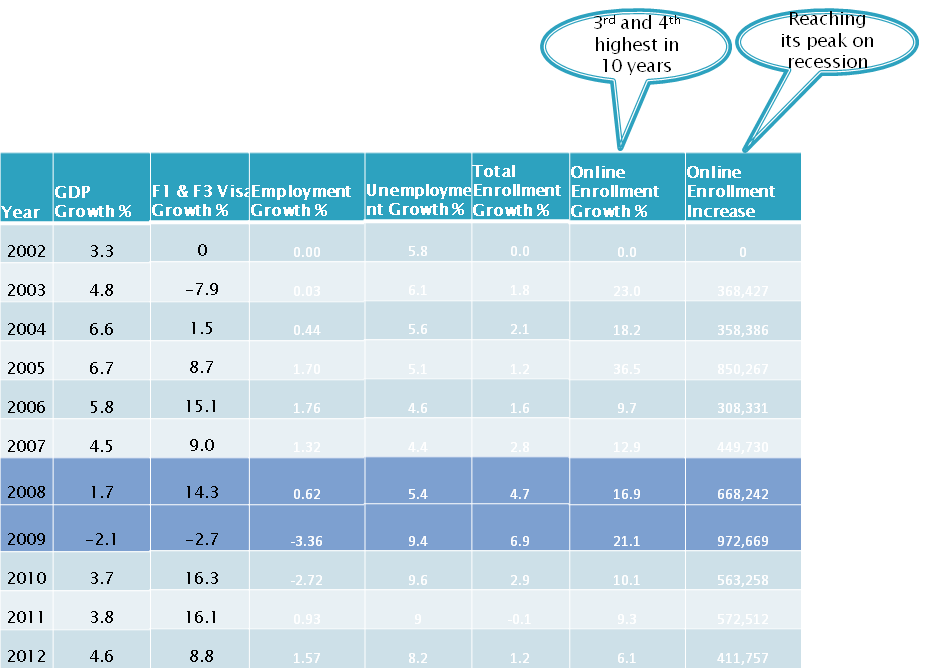 3rd and 4th
highest in
10 years
Reaching
its peak on
recession
Year GDP Growth % F1 & F3 Visa Growth % Employment Growth % Unemployment Growth % Total Enrollment Growth % Online Enrollment Growth % Online Enrollment Increase
2002 3.3 0 0.00 5.8 0.0 0.0 0
2003 4.8 -7.9 0.03 6.1 1.8 23.0 368,427
2004 6.6 1.5 0.44 5.6 2.1 18.2 358,386
2005 6.7 8.7 1.70 5.1 1.2 36.5 850,267
2006 5.8 15.1 1.76 4.6 1.6 9.7 308,331
2007 4.5 9.0 1.32 4.4 2.8 12.9 449,730
2008 1.7 14.3 0.62 5.4 4.7 16.9 668,242
2009 -2.1 -2.7 -3.36 9.4 6.9 21.1 972,669
2010 3.7 16.3 -2.72 9.6 2.9 10.1 563,258
2011 3.8 16.1 0.93 9 -0.1 9.3 572,512
2012 4.6 8.8 1.57 8.2 1.2 6.1 411,757